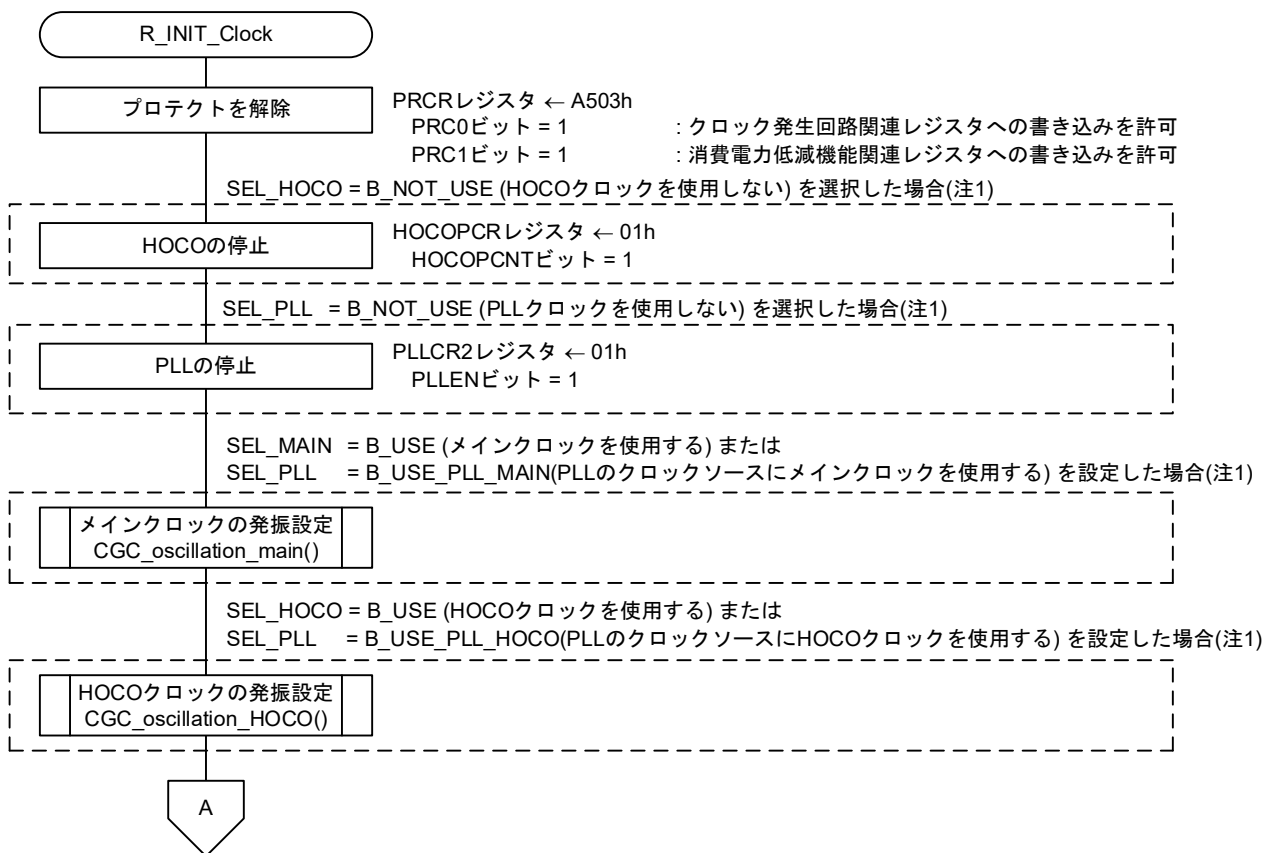 R_INIT_Clock
プロテクトを解除
PRCRレジスタ ← A503h
PRC0ビット = 1 : クロック発生回路関連レジスタへの書き込みを許可
PRC1ビット = 1 : 消費電力低減機能関連レジスタへの書き込みを許可
SEL_HOCO = B_NOT_USE (HOCOクロックを使用しない) を選択した場合(注1)
HOCOの停止
HOCOPCRレジスタ ← 01h
HOCOPCNTビット = 1
SEL_PLL = B_NOT_USE (PLLクロックを使用しない) を選択した場合(注1)
PLLの停止
PLLCR2レジスタ ← 01h
PLLENビット = 1
SEL_MAIN = B_USE (メインクロックを使用する) または
SEL_PLL = B_USE_PLL_MAIN(PLLのクロックソースにメインクロックを使用する) を設定した場合(注1)
メインクロックの発振設定
CGC_oscillation_main()
SEL_HOCO = B_USE (HOCOクロックを使用する) または
SEL_PLL = B_USE_PLL_HOCO(PLLのクロックソースにHOCOクロックを使用する) を設定した場合(注1)
HOCOクロックの発振設定
CGC_oscillation_HOCO()
A